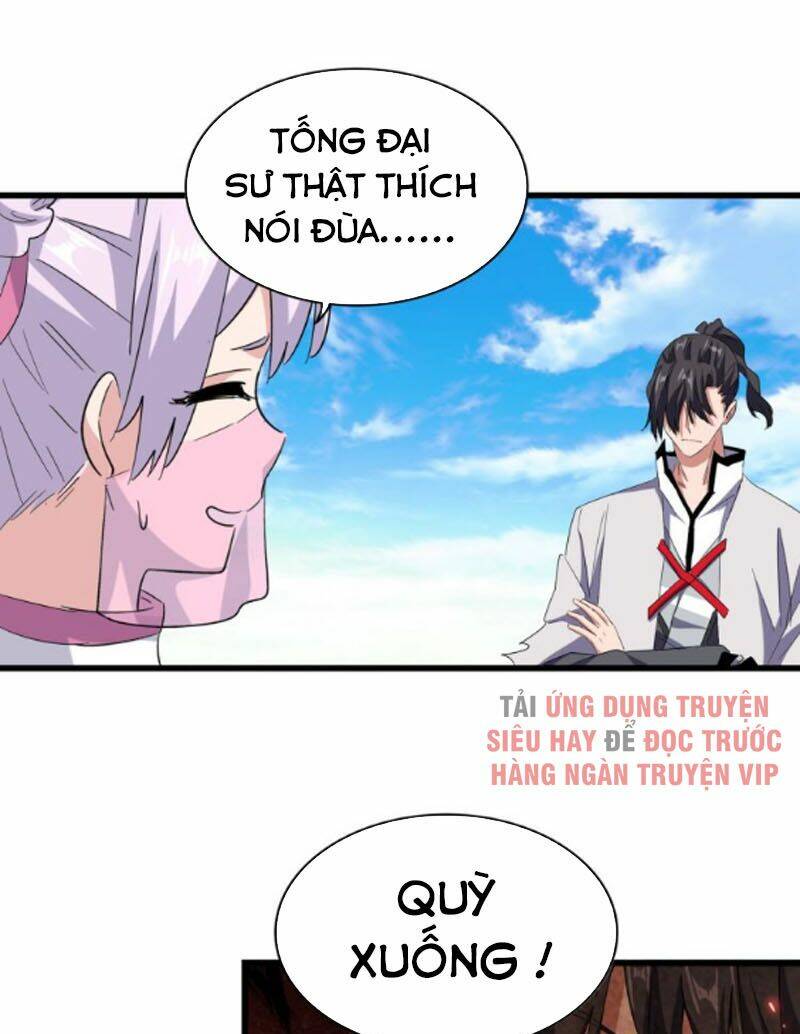 TỐNG ĐẠI
SƯ THẬT THÍCH
NÓI ĐÙA......
TẢI ỨNG DỤNG TRUYỆN
SIÊU HAY ĐỂ ĐỌC TRƯỚC
HÀNG NGÀN TRUYỆN VIP
QUỲ
XUỐNG !